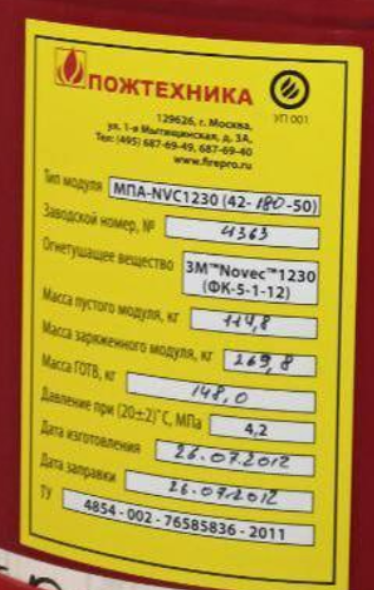 ПОЖТЕХНИКА
УП 001
129626, г. Москва,
ул. 1-я Мытищинская, д. 3А,
Тел: (495) 687-69-49, 687-69-40
www.firepro.ru
Тип модуля МПА-NVC1230 (42-180-50)
Заводской номер, № 4363
Огнетушащее вещество 3M™Novec™1230
(ФК-5-1-12)
Масса пустого модуля, кг 114,8
Масса заряженного модуля, кг 269,8
Масса ГОТВ, кг 148,0
Давление при (20±2)°С, МПа 4,2
Дата изготовления 26.07.2012
Дата заправки 26.07.2012
ТУ 4854 - 002 - 76585836 - 2011